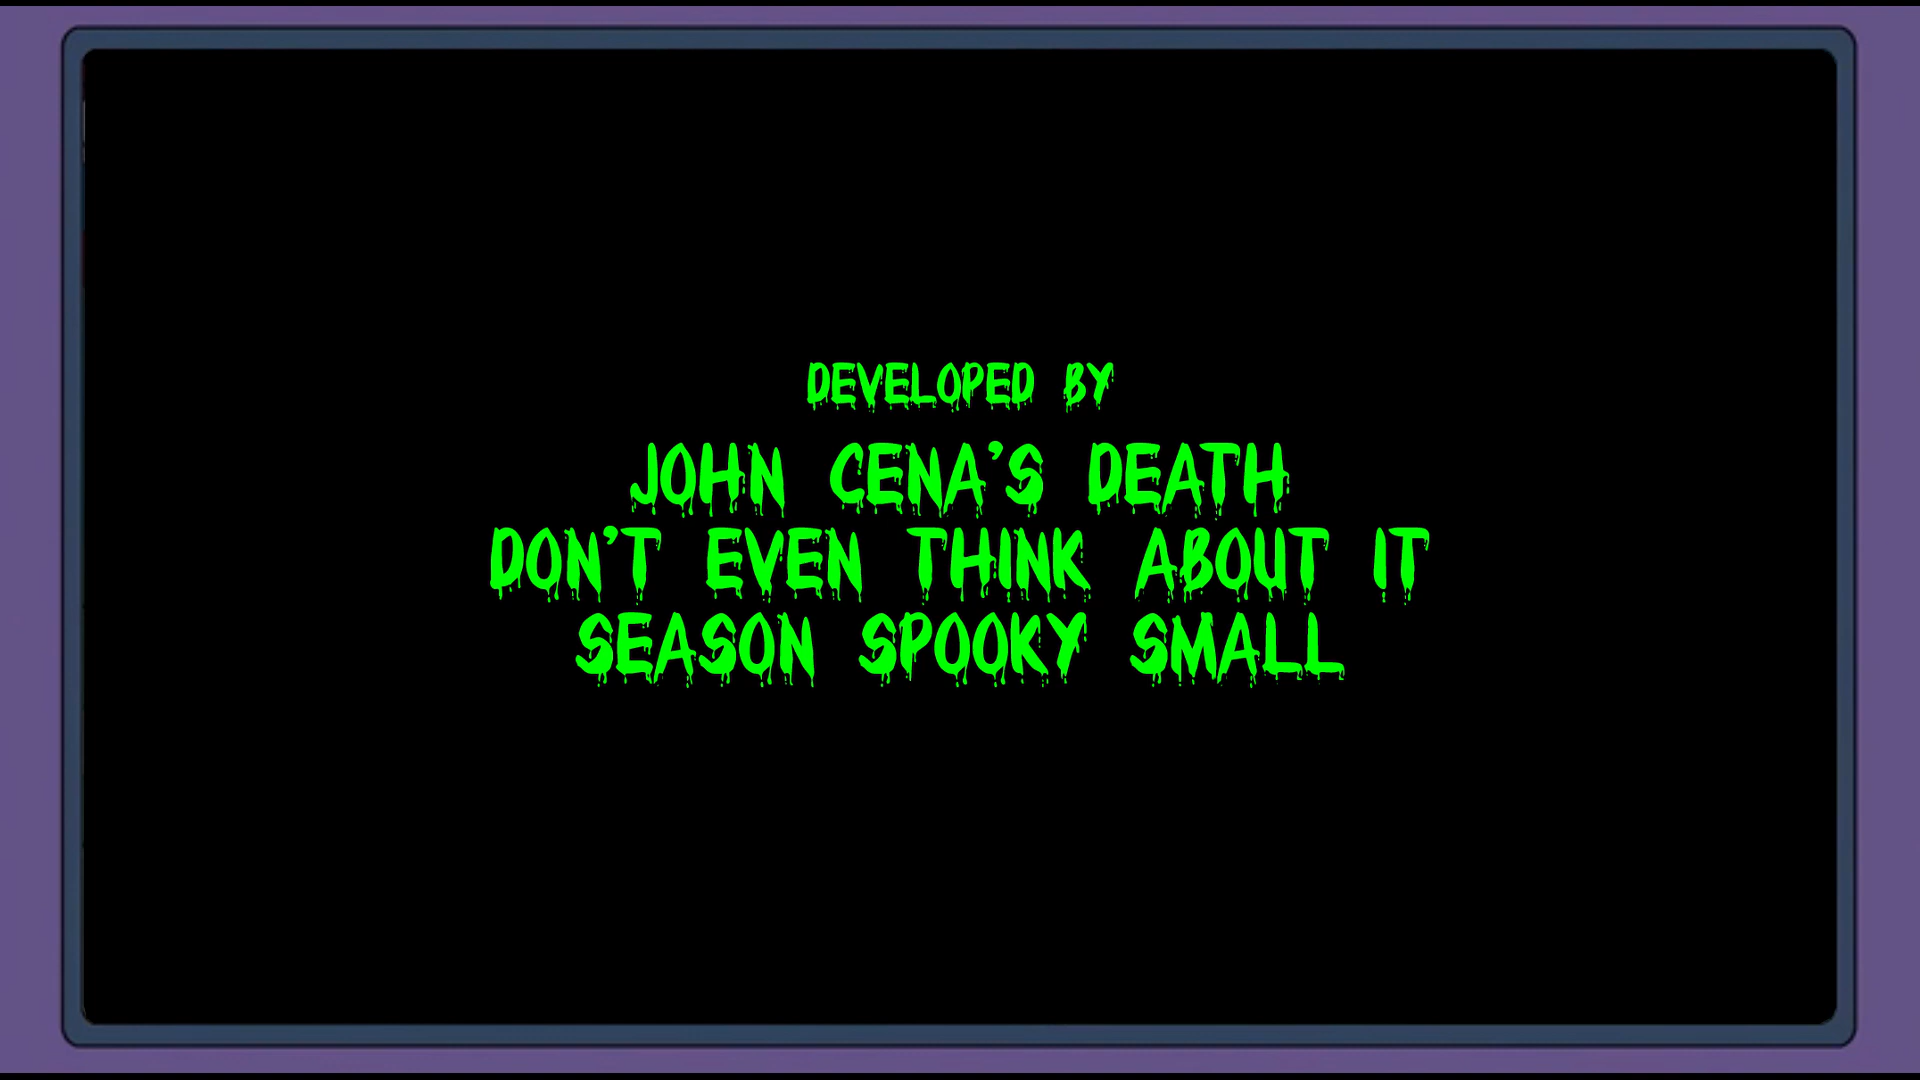 DEVELOPED BY
JOHN CENA'S DEATH
DON'T EVEN THINK ABOUT IT
SEASON SPOOKY SMALL